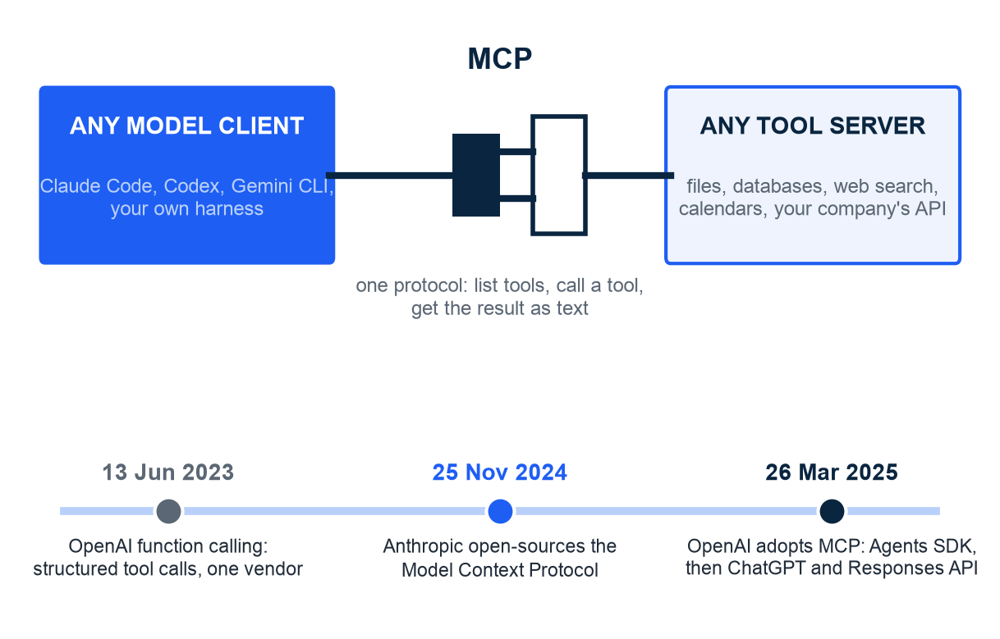 MCP
ANY MODEL CLIENT
Claude Code, Codex, Gemini CLI,
your own harness
ANY TOOL SERVER
files, databases, web search,
calendars, your company's API
one protocol: list tools, call a tool,
get the result as text
13 Jun 2023
OpenAI function calling:
structured tool calls, one vendor
25 Nov 2024
Anthropic open-sources the
Model Context Protocol
26 Mar 2025
OpenAI adopts MCP: Agents SDK,
then ChatGPT and Responses API